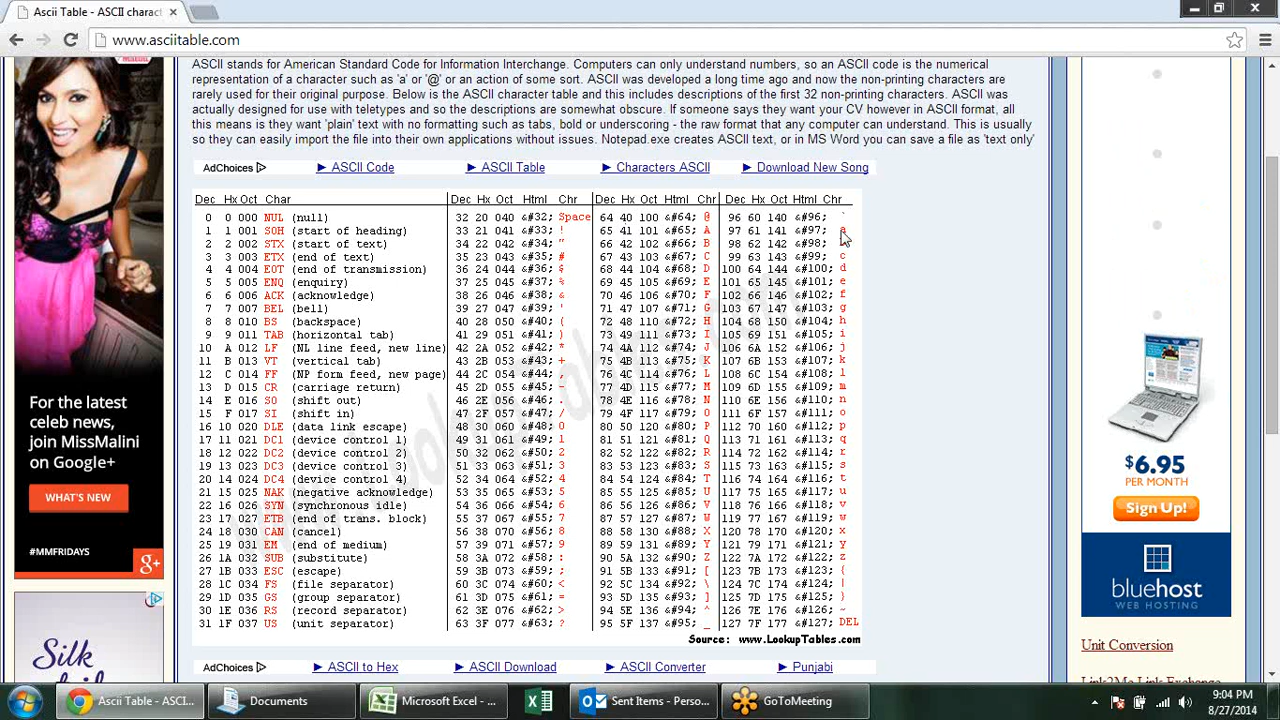 Ascii Table - ASCII charact
www.asciitable.com
ASCII stands for American Standard Code for Information Interchange. Computers can only understand numbers, so an ASCII code is the numerical
representation of a character such as 'a' or '@' or an action of some sort. ASCII was developed a long time ago and now the non-printing characters are
rarely used for their original purpose. Below is the ASCII character table and this includes descriptions of the first 32 non-printing characters. ASCII was
actually designed for use with teletypes and so the descriptions are somewhat obscure. If someone says they want your CV however in ASCII format, all
this means is they want 'plain' text with no formatting such as tabs, bold or underscoring - the raw format that any computer can understand. This is usually
so they can easily import the file into their own applications without issues. Notepad.exe creates ASCII text, or in MS Word you can save a file as 'text only'
AdChoices ► ASCII Code ► ASCII Table ► Characters ASCII ► Download New Song
Dec Hx Oct Char Dec Hx Oct Html Chr Dec Hx Oct Html Chr Dec Hx Oct Html Chr
0 0 000 NUL (null) 32 20 040 &#32; Space 64 40 100 &#64; @ 96 60 140 &#96; `
1 1 001 SOH (start of heading) 33 21 041 &#33; ! 65 41 101 &#65; A 97 61 141 &#97; a
2 2 002 STX (start of text) 34 22 042 &#34; " 66 42 102 &#66; B 98 62 142 &#98;
3 3 003 ETX (end of text) 35 23 043 &#35; # 67 43 103 &#67; C 99 63 143 &#99; c
4 4 004 EOT (end of transmission) 36 24 044 &#36; $ 68 44 104 &#68; D 100 64 144 &#100; d
5 5 005 ENQ (enquiry) 37 25 045 &#37; % 69 45 105 &#69; E 101 65 145 &#101; e
6 6 006 ACK (acknowledge) 38 26 046 &#38; & 70 46 106 &#70; F 102 66 146 &#102; f
7 7 007 BEL (bell) 39 27 047 &#39; ' 71 47 107 &#71; G 103 67 147 &#103; g
8 8 010 BS (backspace) 40 28 050 &#40; ( 72 48 110 &#72; H 104 68 150 &#104; h
9 9 011 TAB (horizontal tab) 41 29 051 &#41; ) 73 49 111 &#73; I 105 69 151 &#105; i
10 A 012 LF (NL line feed, new line) 42 2A 052 &#42; * 74 4A 112 &#74; J 106 6A 152 &#106; j
11 B 013 VT (vertical tab) 43 2B 053 &#43; + 75 4B 113 &#75; K 107 6B 153 &#107; k
12 C 014 FF (NP form feed, new page) 44 2C 054 &#44; , 76 4C 114 &#76; L 108 6C 154 &#108; l
13 D 015 CR (carriage return) 45 2D 055 &#45; - 77 4D 115 &#77; M 109 6D 155 &#109; m
14 E 016 SO (shift out) 46 2E 056 &#46; . 78 4E 116 &#78; N 110 6E 156 &#110; n
15 F 017 SI (shift in) 47 2F 057 &#47; / 79 4F 117 &#79; O 111 6F 157 &#111; o
16 10 020 DLE (data link escape) 48 30 060 &#48; 0 80 50 120 &#80; P 112 70 160 &#112; p
17 11 021 DC1 (device control 1) 49 31 061 &#49; 1 81 51 121 &#81; Q 113 71 161 &#113; q
18 12 022 DC2 (device control 2) 50 32 062 &#50; 2 82 52 122 &#82; R 114 72 162 &#114; r
19 13 023 DC3 (device control 3) 51 33 063 &#51; 3 83 53 123 &#83; S 115 73 163 &#115; s
20 14 024 DC4 (device control 4) 52 34 064 &#52; 4 84 54 124 &#84; T 116 74 164 &#116; t
21 15 025 NAK (negative acknowledge) 53 35 065 &#53; 5 85 55 125 &#85; U 117 75 165 &#117; u
22 16 026 SYN (synchronous idle) 54 36 066 &#54; 6 86 56 126 &#86; V 118 76 166 &#118; v
23 17 027 ETB (end of trans. block) 55 37 067 &#55; 7 87 57 127 &#87; W 119 77 167 &#119; w
24 18 030 CAN (cancel) 56 38 070 &#56; 8 88 58 130 &#88; X 120 78 170 &#120; x
25 19 031 EM (end of medium) 57 39 071 &#57; 9 89 59 131 &#89; Y 121 79 171 &#121; y
26 1A 032 SUB (substitute) 58 3A 072 &#58; : 90 5A 132 &#90; Z 122 7A 172 &#122; z
27 1B 033 ESC (escape) 59 3B 073 &#59; ; 91 5B 133 &#91; [ 123 7B 173 &#123; {
28 1C 034 FS (file separator) 60 3C 074 &#60; < 92 5C 134 &#92; \ 124 7C 174 &#124; |
29 1D 035 GS (group separator) 61 3D 075 &#61; = 93 5D 135 &#93; ] 125 7D 175 &#125; }
30 1E 036 RS (record separator) 62 3E 076 &#62; > 94 5E 136 &#94; ^ 126 7E 176 &#126; ~
31 1F 037 US (unit separator) 63 3F 077 &#63; ? 95 5F 137 &#95; _ 127 7F 177 &#127; DEL
Source: www.LookupTables.com
AdChoices ► ASCII to Hex ► ASCII Download ► ASCII Converter ► Punjabi
For the latest
celeb news,
join MissMalini
on Google+
WHAT'S NEW
#MMFRIDAYS
g+
Silk
$6.95
PER MONTH
Sign Up!
bluehost
WEB HOSTING
Unit Conversion
Link2Me Link Exchange
Ascii Table - ASCI...
Documents
Microsoft Excel - ...
Sent Items - Perso...
GoToMeeting
9:04 PM
8/27/2014